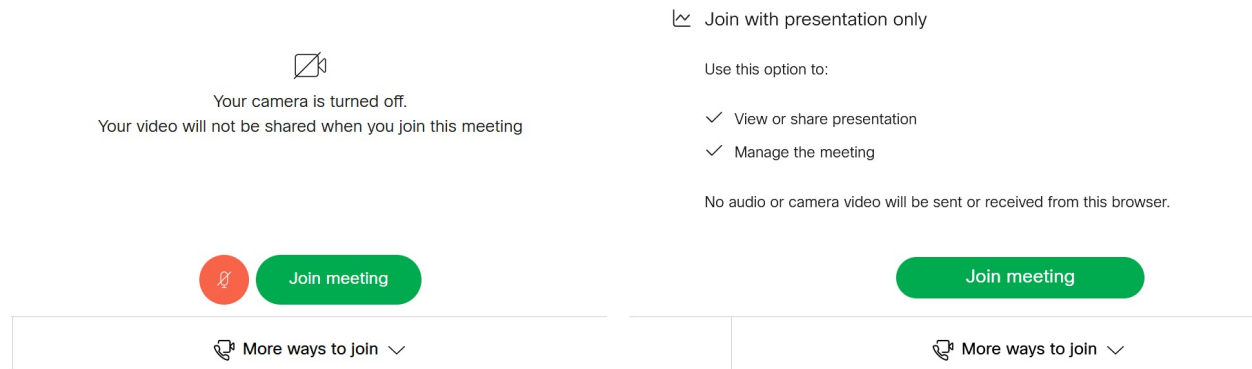 Your camera is turned off.
Your video will not be shared when you join this meeting
Join meeting
More ways to join
Join with presentation only
Use this option to:
View or share presentation
Manage the meeting
No audio or camera video will be sent or received from this browser.
Join meeting
More ways to join